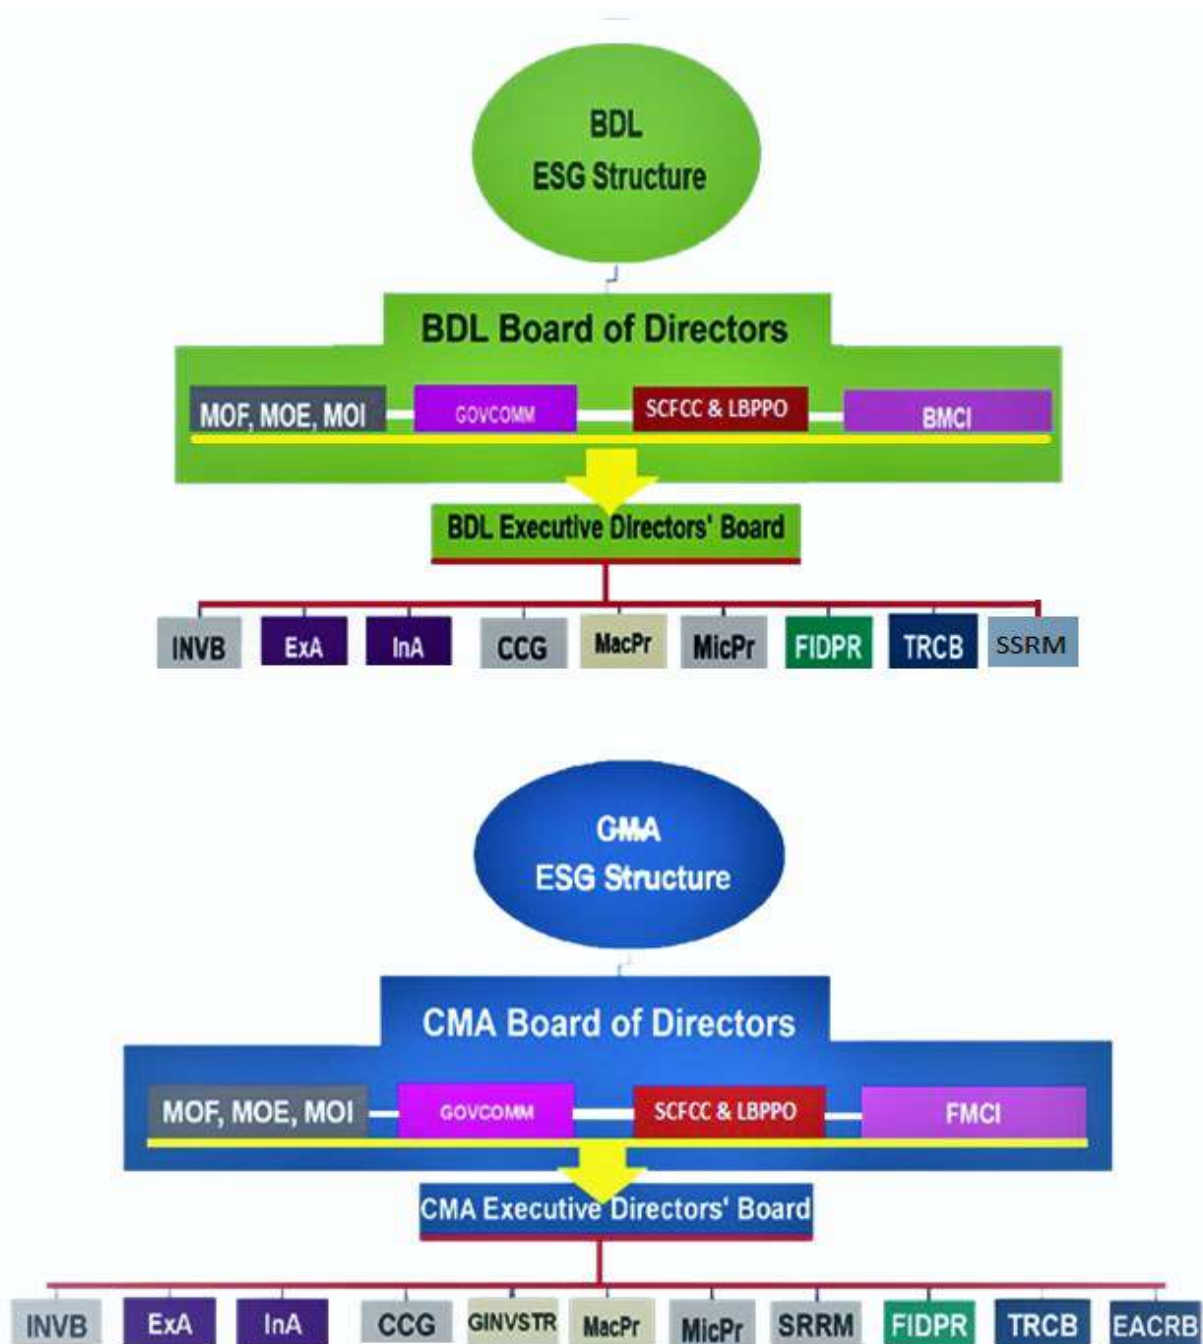 BDL
ESG Structure
BDL Board of Directors
MOF, MOE, MOI
GOVCOMM
SCFCC & LBPPO
BMCI
BDL Executive Directors' Board
INVB ExA InA CCG MacPr MicPr FIDPR TRCB SSRM
GMA
ESG Structure
CMA Board of Directors
MOF, MOE, MOI
GOVCOMM
SCFCC & LBPPO
FMCI
CMA Executive Directors' Board
INVB ExA InA CCG GINVSTR MacPr MicPr SRRM FIDPR TRCB EACRB